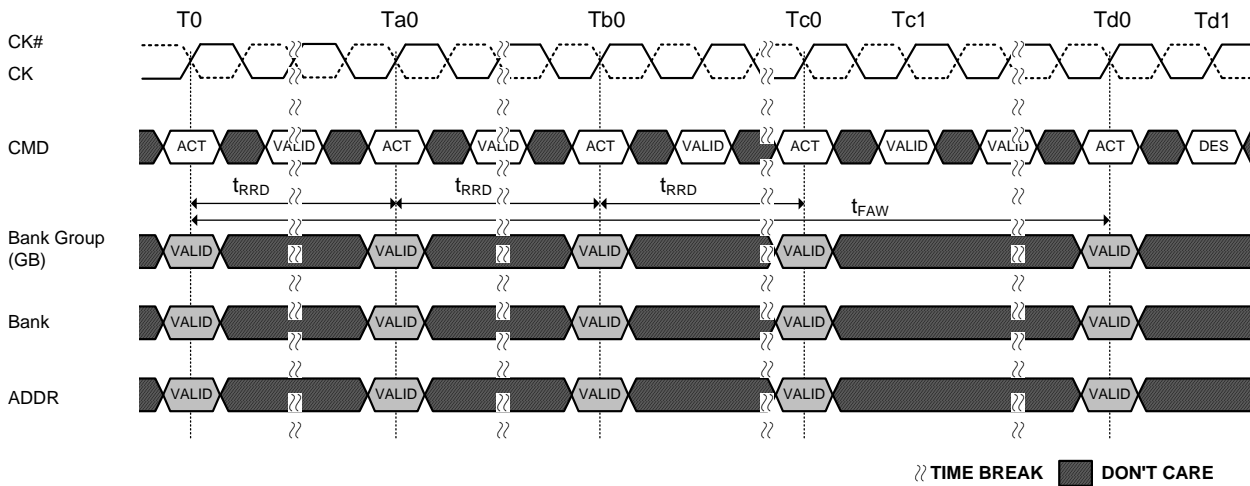 T0 Ta0 Tb0 Tc0 Tc1 Td0 Td1
CK#
CK
CMD ACT VALID ACT VALID ACT VALID ACT VALID VALID ACT DES
tRRD tRRD tRRD
tFAW
Bank Group
(GB)
VALID VALID VALID VALID VALID
Bank VALID VALID VALID VALID VALID
ADDR VALID VALID VALID VALID VALID
TIME BREAK DON'T CARE